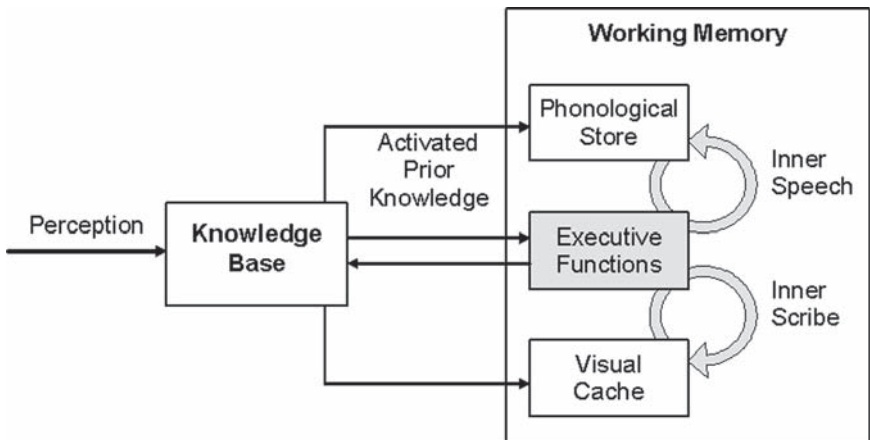 Working Memory
Phonological
Store
Activated
Prior
Knowledge
Inner
Speech
Perception
Knowledge
Base
Executive
Functions
Inner
Scribe
Visual
Cache